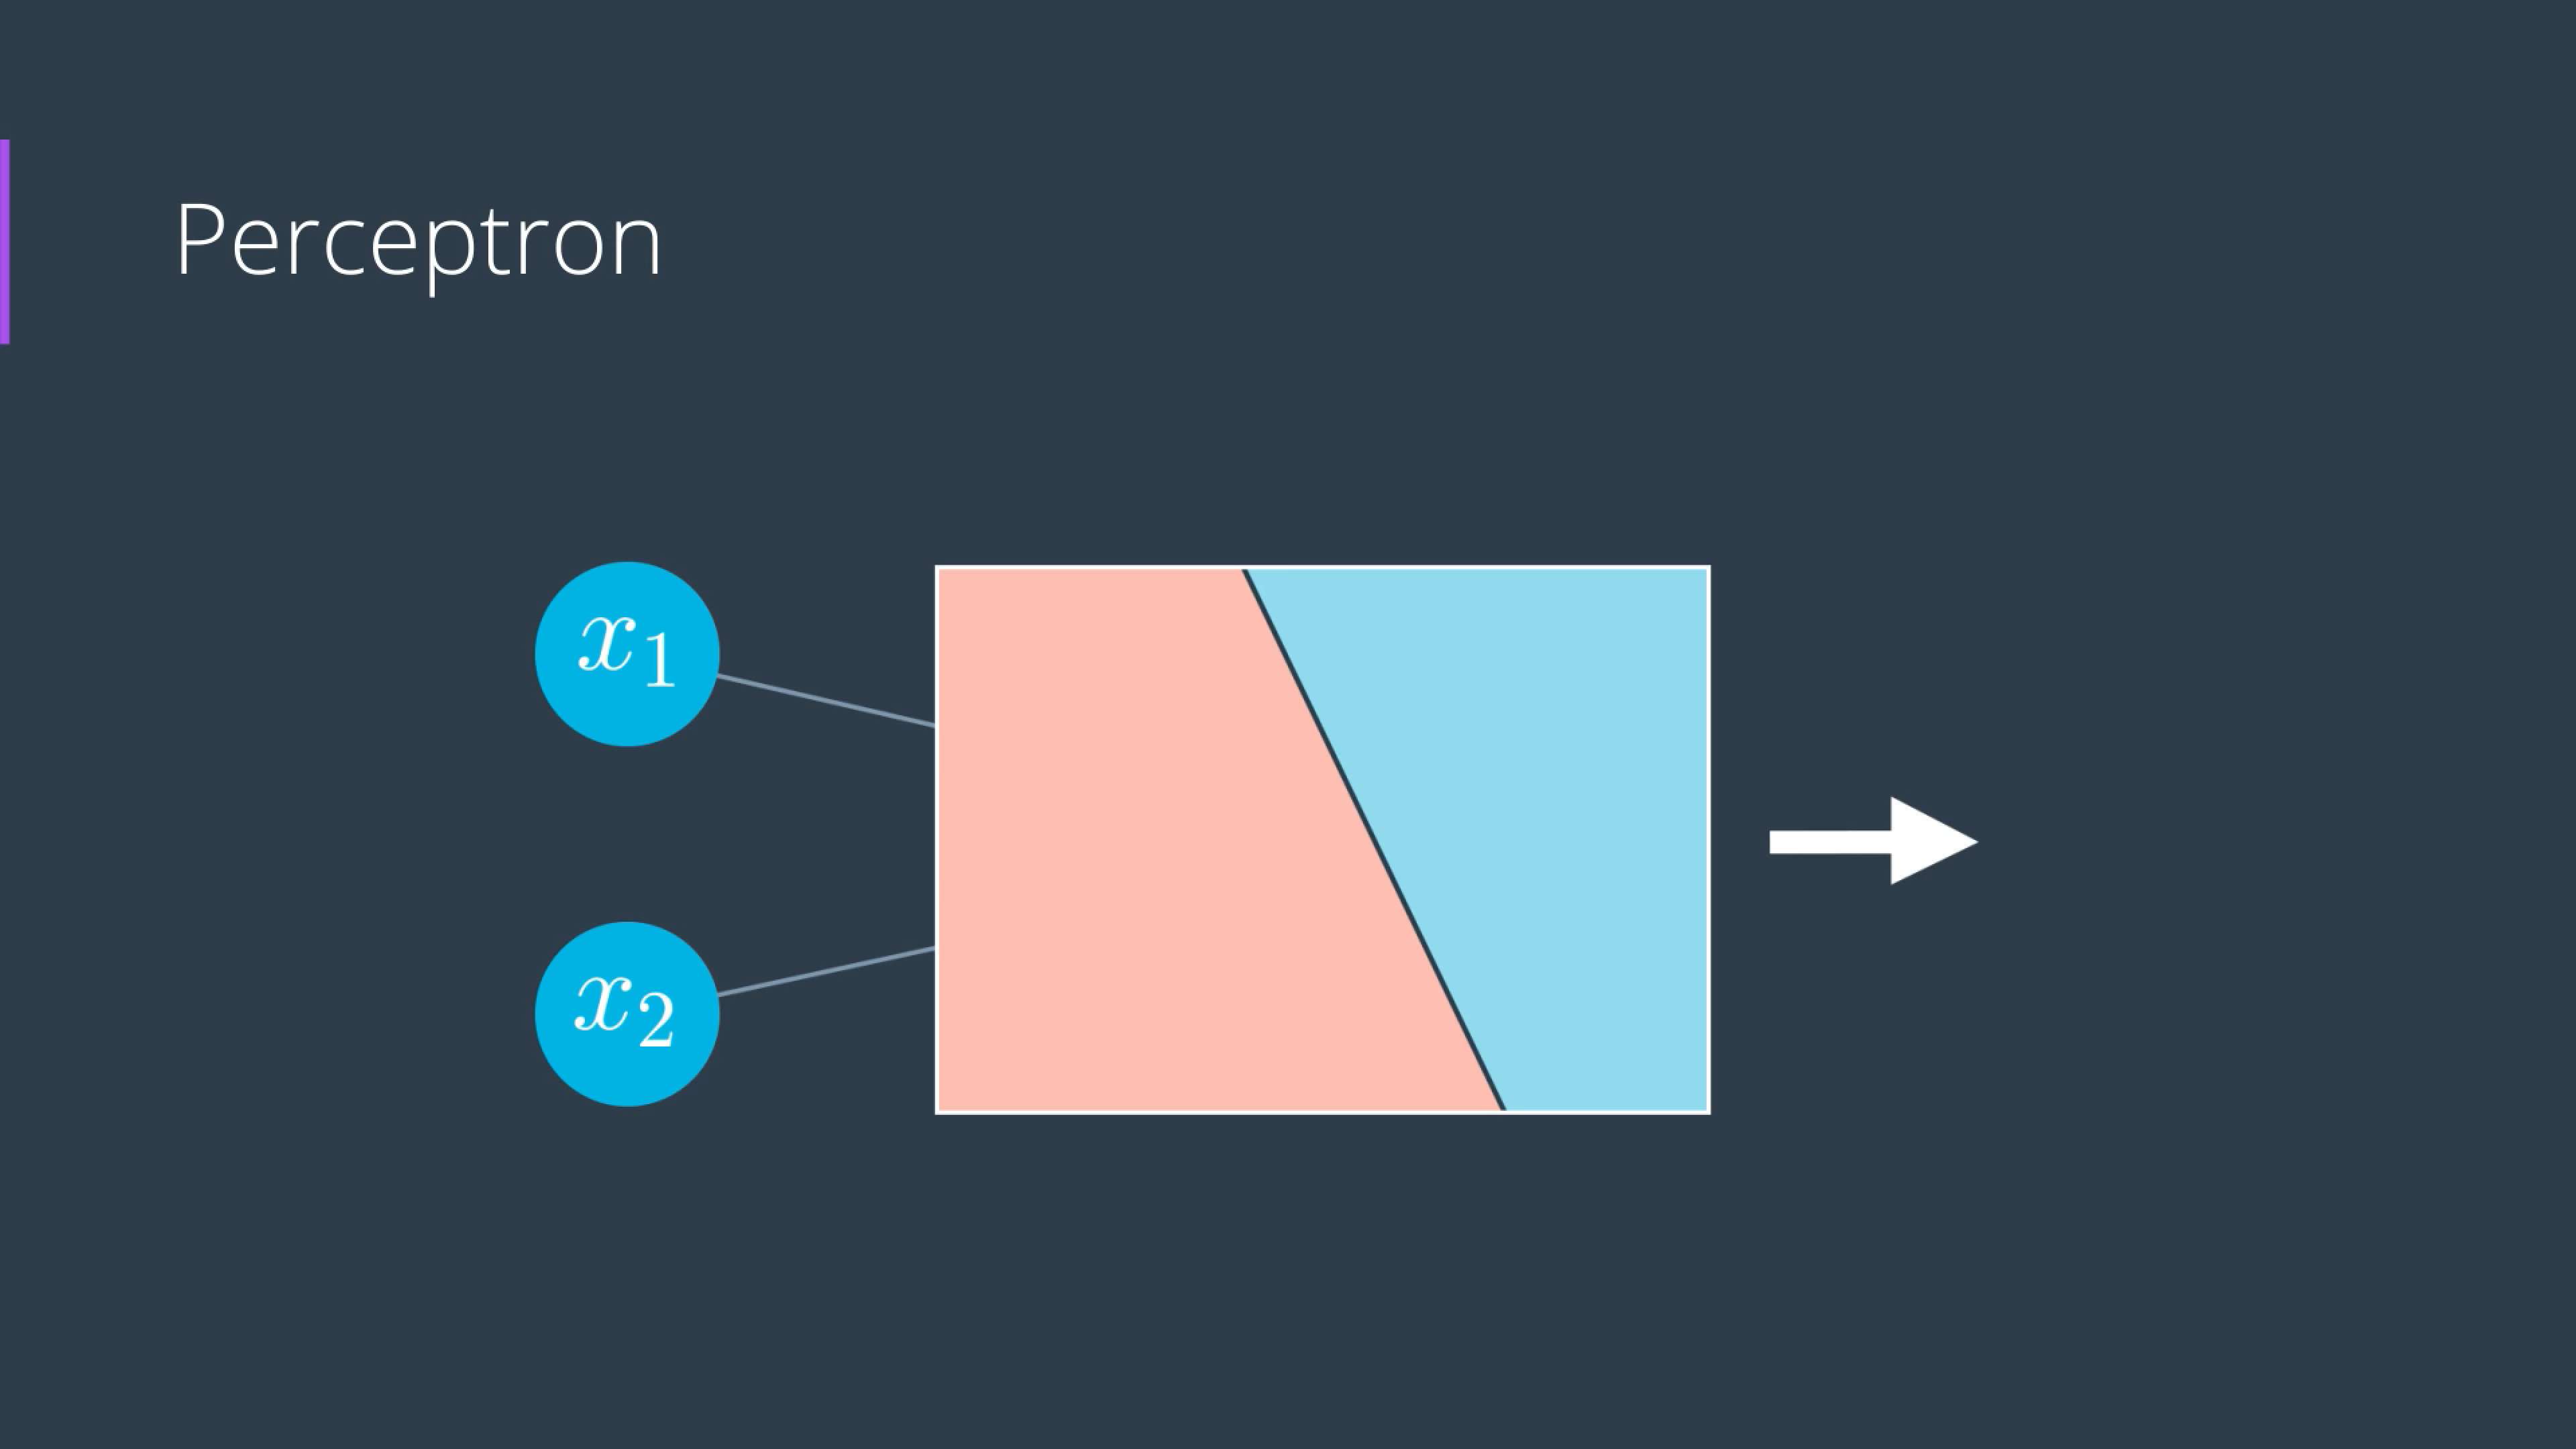 Perceptron
x₁
x₂